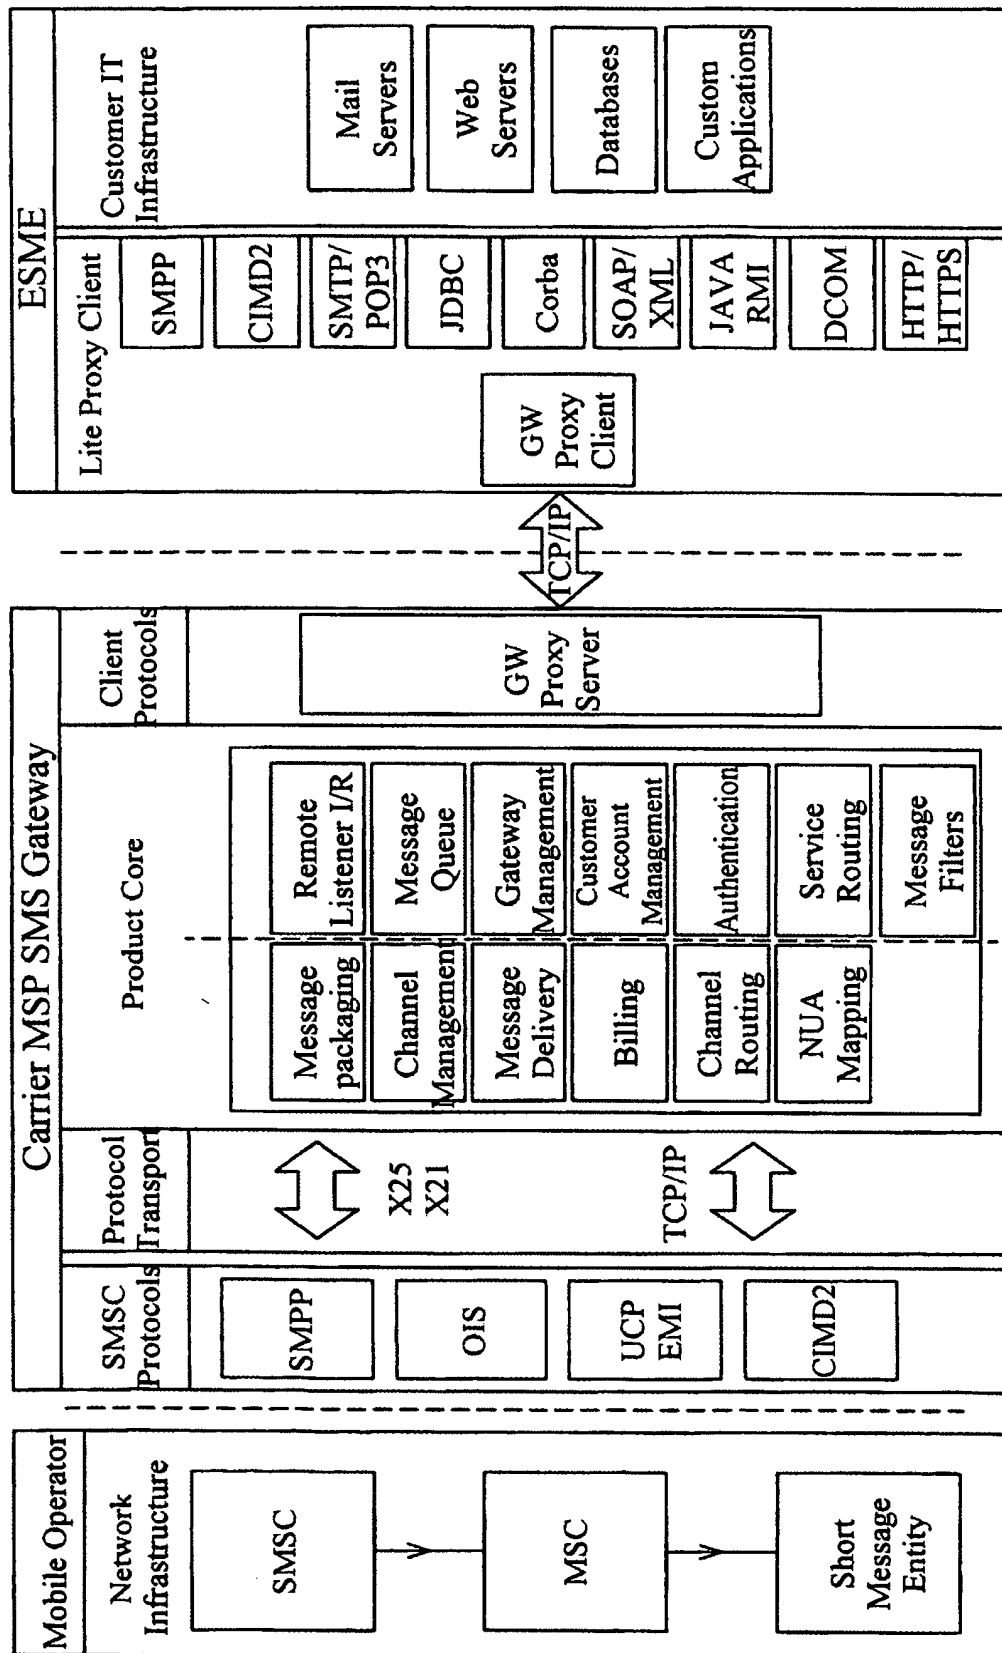 Mobile Operator
Network
Infrastructure
SMSC
MSC
Short
Message
Entity
Carrier MSP SMS Gateway
SMSC
Protocols
SMPP
OIS
UCP
EMI
CIMD2
Protocol
Transport
X25
X21
TCP/IP
Product Core
Message
packaging
Channel
Management
Message
Delivery
Billing
Channel
Routing
NUA
Mapping
Remote
Listener I/R
Message
Queue
Gateway
Management
Customer
Account
Management
Authentication
Service
Routing
Message
Filters
Client
Protocols
GW
Proxy
Server
TCP/IP
ESME
Lite Proxy Client
GW
Proxy
Client
SMPP
CIMD2
SMTP/
POP3
JDBC
Corba
SOAP/
XML
JAVA
RMI
DCOM
HTTP/
HTTPS
Customer IT
Infrastructure
Mail
Servers
Web
Servers
Databases
Custom
Applications